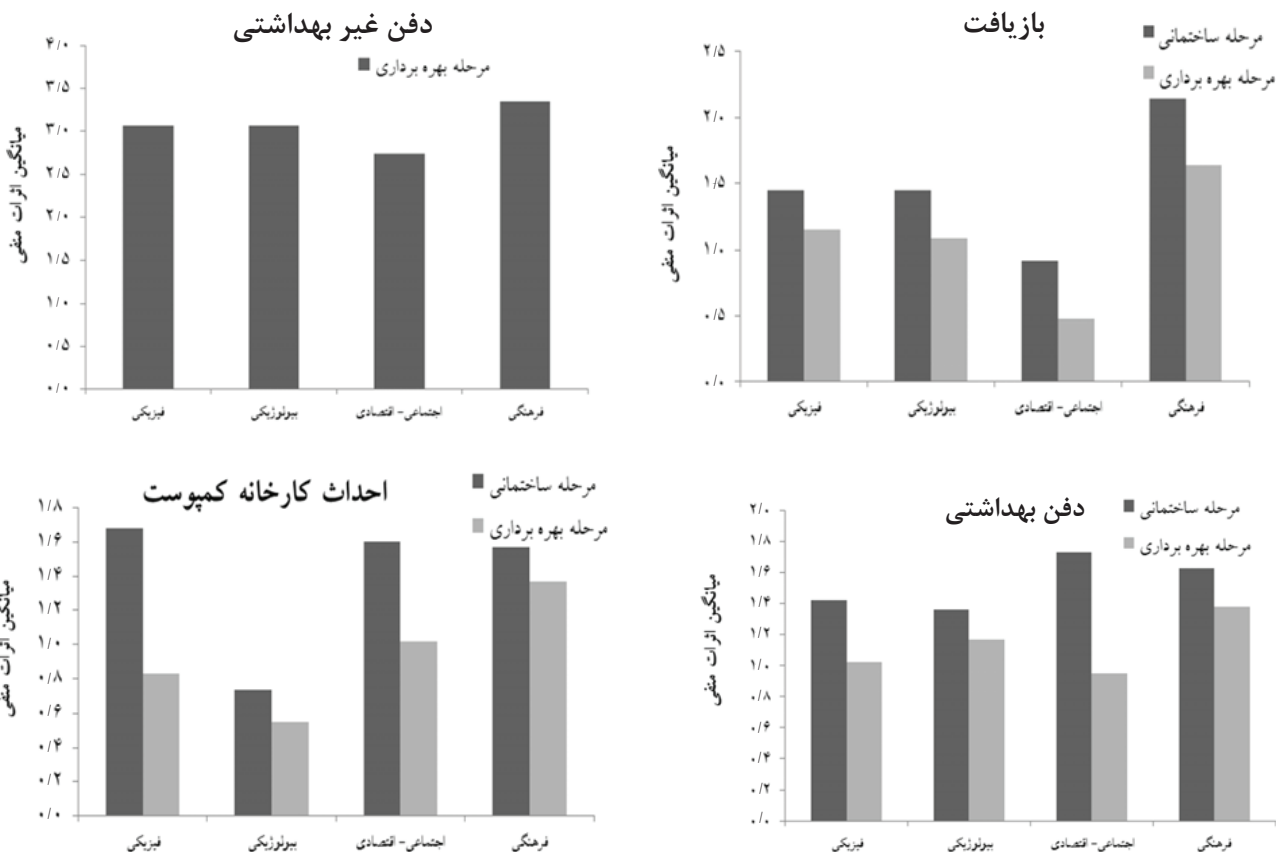 دفن غیر بهداشتی
مرحله بهره برداری
میانگین اثرات منفی
۴/۰
۳/۵
۳/۰
۲/۵
۲/۰
۱/۵
۱/۰
۰/۵
۰/۰
فیزیکی
بیولوژیکی
اجتماعی- اقتصادی
فرهنگی
بازیافت
مرحله ساختمانی
مرحله بهره برداری
میانگین اثرات منفی
۲/۵
۲/۰
۱/۵
۱/۰
۰/۵
۰/۰
فیزیکی
بیولوژیکی
اجتماعی- اقتصادی
فرهنگی
احداث کارخانه کمپوست
مرحله ساختمانی
مرحله بهره برداری
میانگین اثرات منفی
۱/۸
۱/۶
۱/۴
۱/۲
۱/۰
۰/۸
۰/۶
۰/۴
۰/۲
۰/۰
فیزیکی
بیولوژیکی
اجتماعی- اقتصادی
فرهنگی
دفن بهداشتی
مرحله ساختمانی
مرحله بهره برداری
میانگین اثرات منفی
۲/۰
۱/۸
۱/۶
۱/۴
۱/۲
۱/۰
۰/۸
۰/۶
۰/۴
۰/۲
۰/۰
فیزیکی
بیولوژیکی
اجتماعی- اقتصادی
فرهنگی